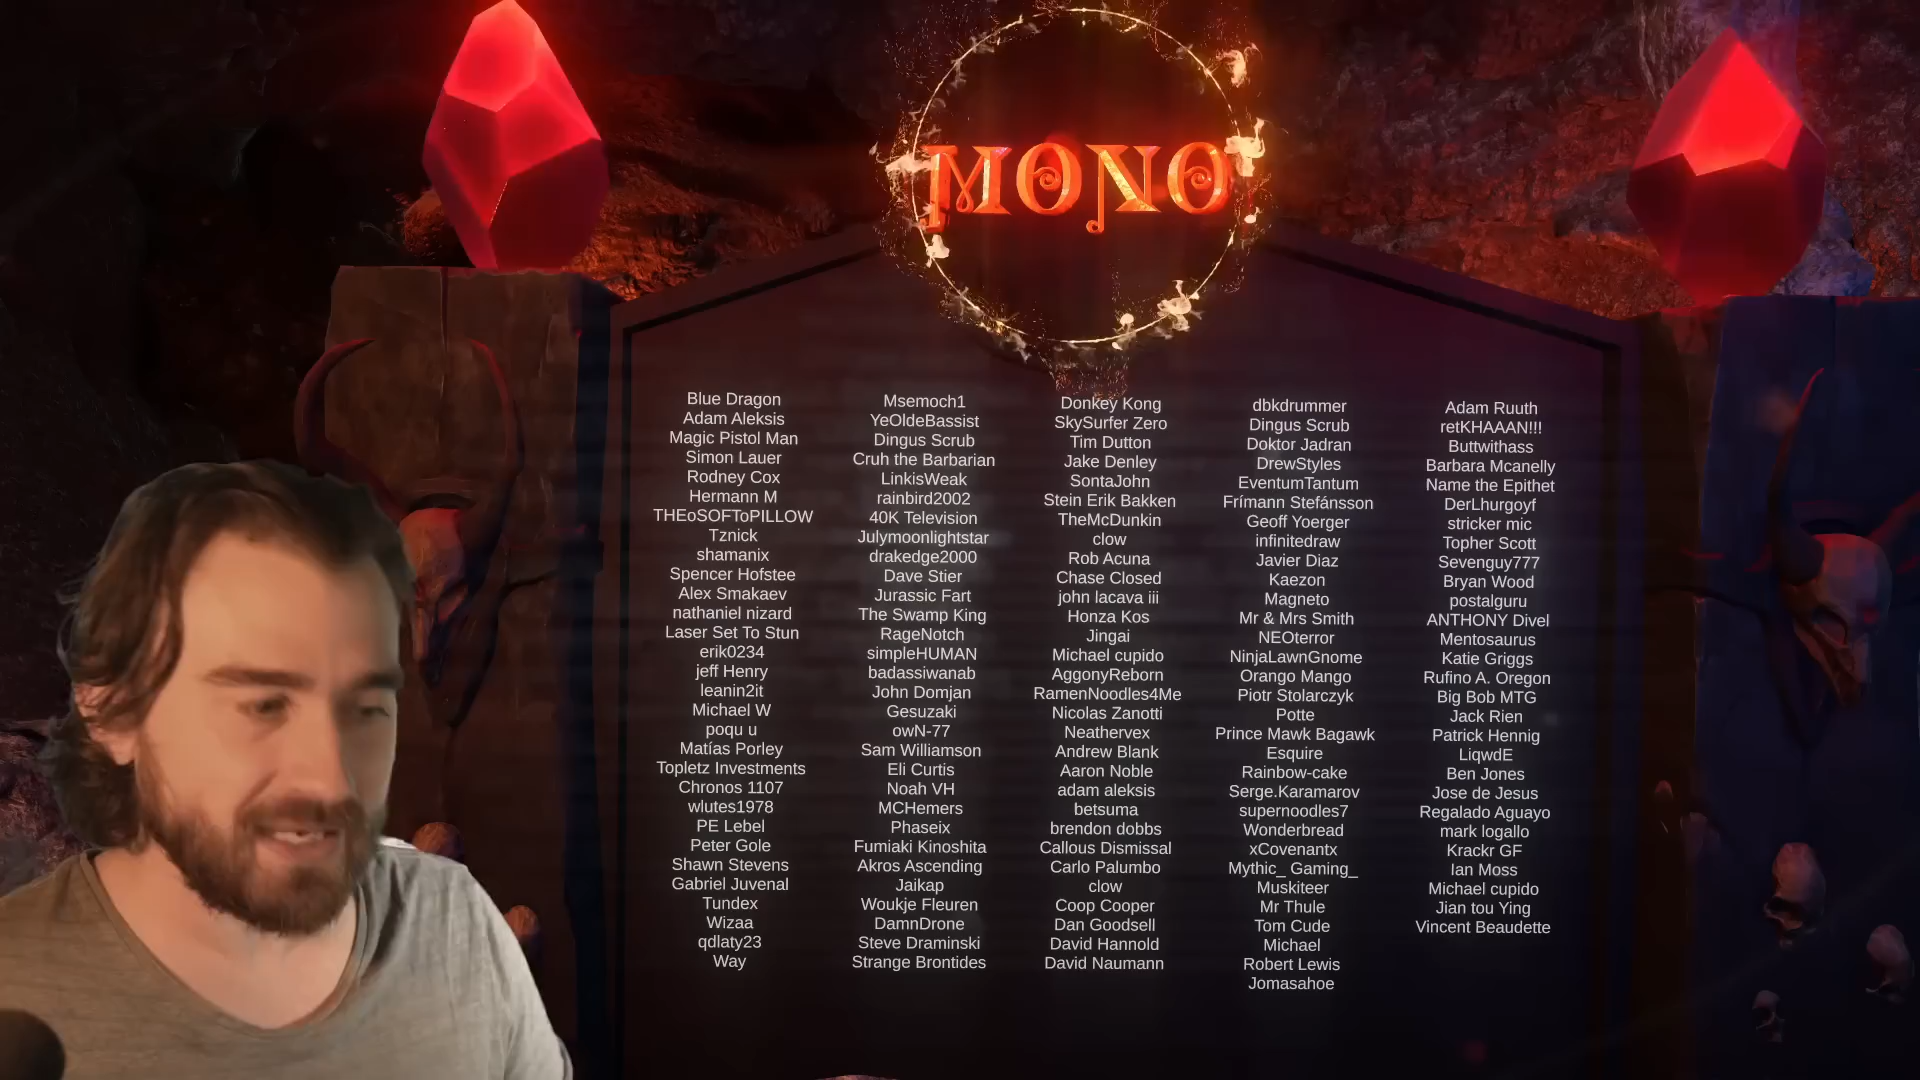 MONO
Blue Dragon
Adam Aleksis
Magic Pistol Man
Simon Lauer
Rodney Cox
Hermann M
THEoSOFToPILLOW
Tznick
shamanix
Spencer Hofstee
Alex Smakaev
nathaniel nizard
Laser Set To Stun
erik0234
jeff Henry
leanin2it
Michael W
poqu u
Matías Porley
Topletz Investments
Chronos 1107
wlutes1978
PE Lebel
Peter Gole
Shawn Stevens
Gabriel Juvenal
Tundex
Wizaa
qdlaty23
Way
Msemoch1
YeOldeBassist
Dingus Scrub
Cruh the Barbarian
LinkisWeak
rainbird2002
40K Television
Julymoonlightstar
drakedge2000
Dave Stier
Jurassic Fart
The Swamp King
RageNotch
simpleHUMAN
badassiwanab
John Domjan
Gesuzaki
owN-77
Sam Williamson
Eli Curtis
Noah VH
MCHemers
Phaseix
Fumiaki Kinoshita
Akros Ascending
Jaikap
Woukje Fleuren
DamnDrone
Steve Draminski
Strange Brontides
Donkey Kong
SkySurfer Zero
Tim Dutton
Jake Denley
SontaJohn
Stein Erik Bakken
TheMcDunkin
clow
Rob Acuna
Chase Closed
john lacava iii
Honza Kos
Jingai
Michael cupido
AggonyReborn
RamenNoodles4Me
Nicolas Zanotti
Neathervex
Andrew Blank
Aaron Noble
adam aleksis
betsuma
brendon dobbs
Callous Dismissal
Carlo Palumbo
clow
Coop Cooper
Dan Goodsell
David Hannold
David Naumann
dbkdrummer
Dingus Scrub
Doktor Jadran
DrewStyles
EventumTantum
Frímann Stefánsson
Geoff Yoerger
infinitedraw
Javier Diaz
Kaezon
Magneto
Mr & Mrs Smith
NEOterror
NinjaLawnGnome
Orango Mango
Piotr Stolarczyk
Potte
Prince Mawk Bagawk
Esquire
Rainbow-cake
Serge.Karamarov
supernoodles7
Wonderbread
xCovenantx
Mythic_ Gaming_
Muskiteer
Mr Thule
Tom Cude
Michael
Robert Lewis
Jomasahoe
Adam Ruuth
retKHAAAN!!!
Buttwithass
Barbara Mcanelly
Name the Epithet
DerLhurgoyf
stricker mic
Topher Scott
Sevenguy777
Bryan Wood
postalguru
ANTHONY Divel
Mentosaurus
Katie Griggs
Rufino A. Oregon
Big Bob MTG
Jack Rien
Patrick Hennig
LiqwdE
Ben Jones
Jose de Jesus
Regalado Aguayo
mark logallo
Krackr GF
Ian Moss
Michael cupido
Jian tou Ying
Vincent Beaudette